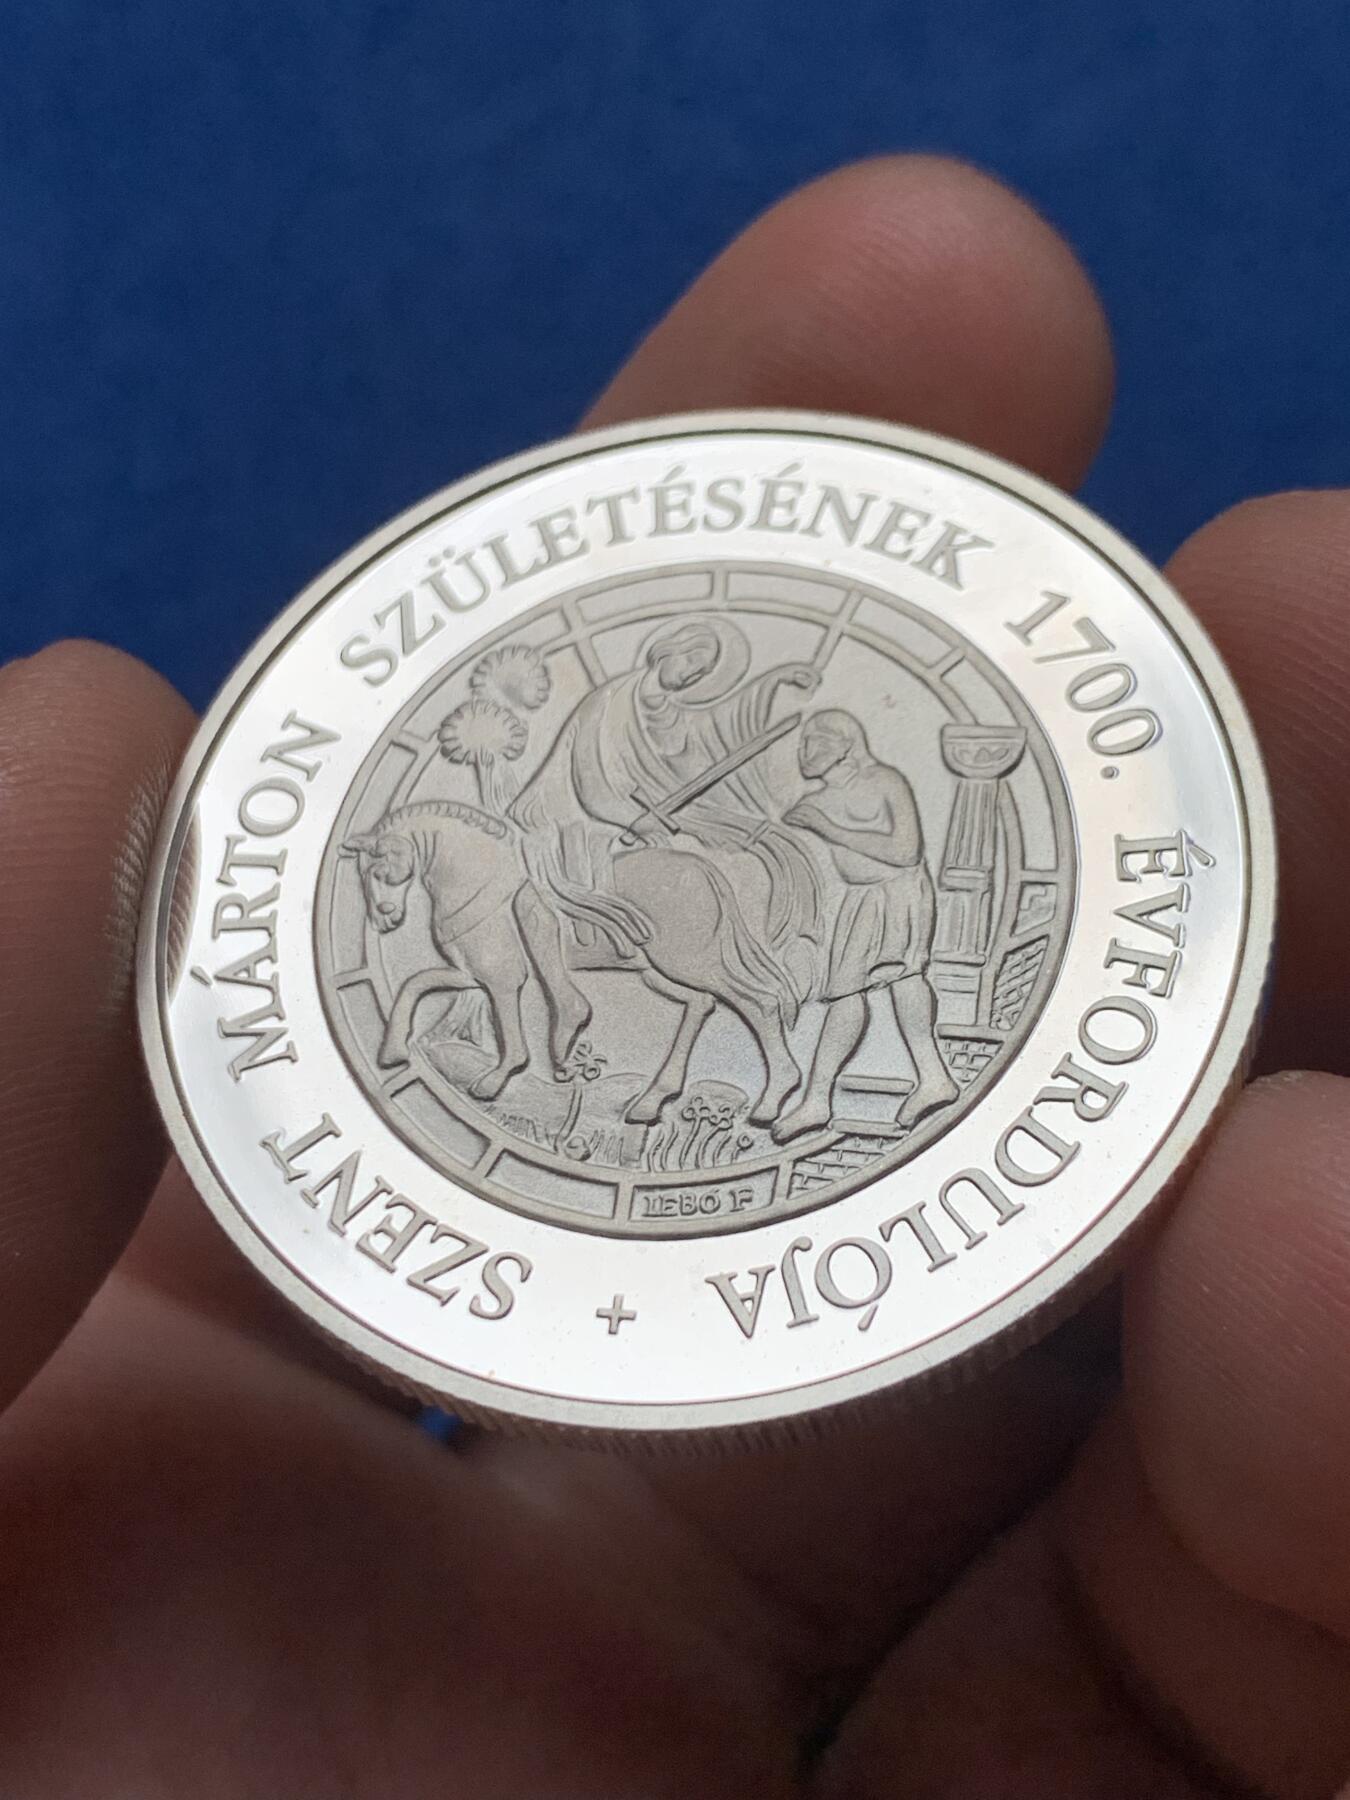 SZENT MÁRTON SZÜLETÉSÉNEK 1700. ÉVFORDULÓJA +
LEBÓ F